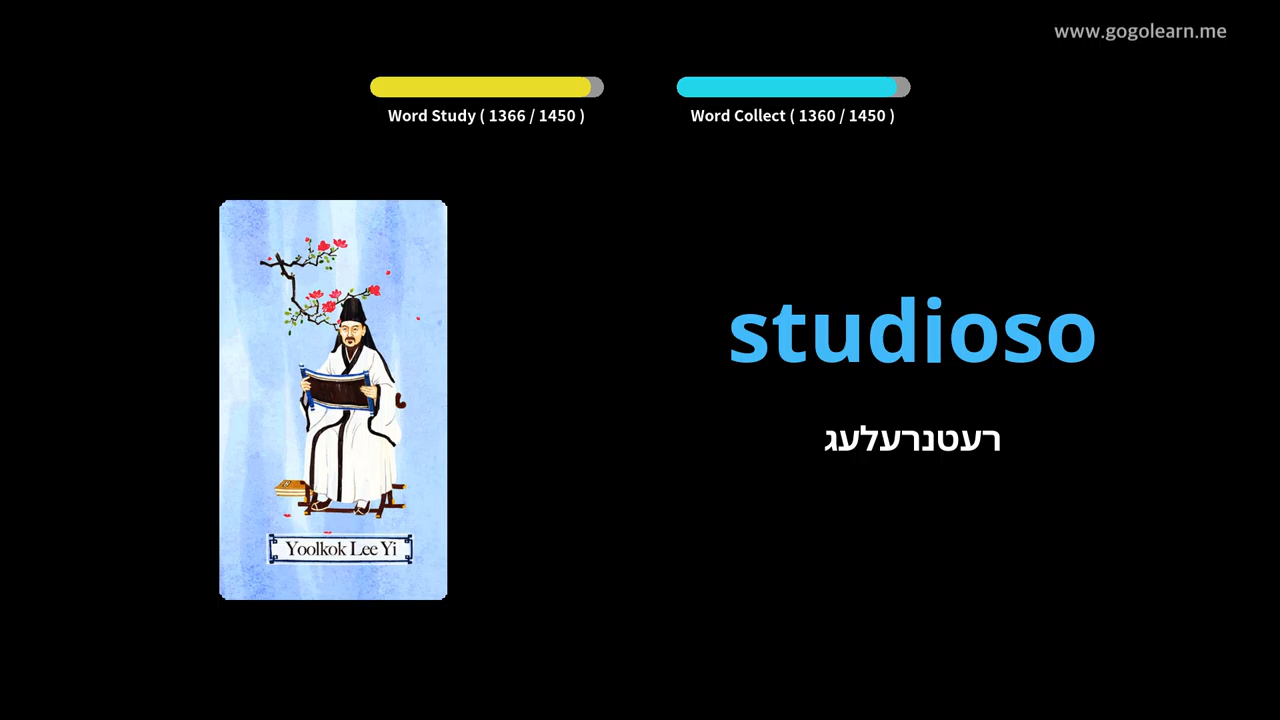 www.gogolearn.me
Word Study ( 1366 / 1450 )
Word Collect ( 1360 / 1450 )
studioso
רעטנרעלעג
Yoolkok Lee Yi